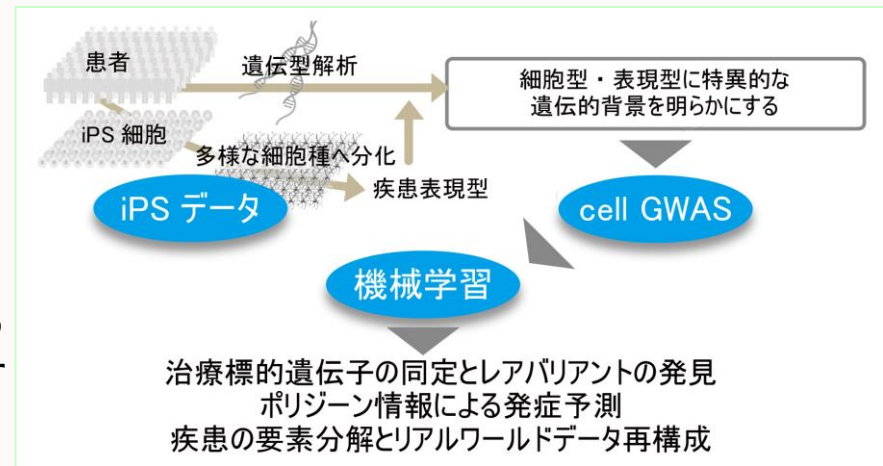 患者
遺伝型解析
細胞型・表現型に特異的な
遺伝的背景を明らかにする
iPS 細胞
多様な細胞種へ分化
疾患表現型
iPS データ
cell GWAS
機械学習
治療標的遺伝子の同定とレアバリアントの発見
ポリジーン情報による発症予測
疾患の要素分解とリアルワールドデータ再構成